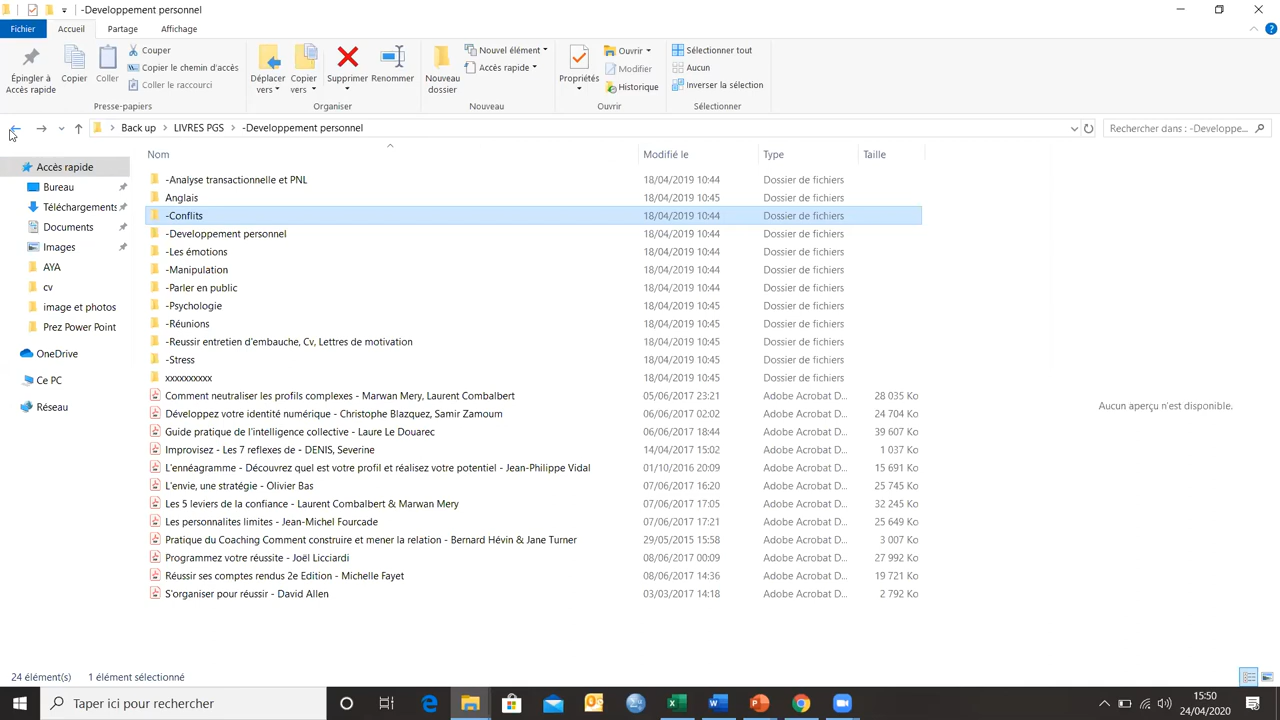 -Developpement personnel
Fichier Accueil Partage Affichage
Épingler à Accès rapide
Copier
Coller
Couper
Copier le chemin d'accès
Coller le raccourci
Presse-papiers
Déplacer vers
Copier vers
Supprimer
Renommer
Organiser
Nouveau dossier
Nouvel élément
Accès rapide
Nouveau
Propriétés
Ouvrir
Modifier
Historique
Ouvrir
Sélectionner tout
Aucun
Inverser la sélection
Sélectionner
Back up LIVRES PGS -Developpement personnel
Rechercher dans : -Developpe...
Accès rapide
Bureau
Téléchargements
Documents
Images
AYA
cv
image et photos
Prez Power Point
OneDrive
Ce PC
Réseau
Nom Modifié le Type Taille
-Analyse transactionnelle et PNL 18/04/2019 10:44 Dossier de fichiers
Anglais 18/04/2019 10:45 Dossier de fichiers
-Conflits 18/04/2019 10:44 Dossier de fichiers
-Developpement personnel 18/04/2019 10:44 Dossier de fichiers
-Les émotions 18/04/2019 10:44 Dossier de fichiers
-Manipulation 18/04/2019 10:44 Dossier de fichiers
-Parler en public 18/04/2019 10:44 Dossier de fichiers
-Psychologie 18/04/2019 10:45 Dossier de fichiers
-Réunions 18/04/2019 10:45 Dossier de fichiers
-Reussir entretien d'embauche, Cv, Lettres de motivation 18/04/2019 10:45 Dossier de fichiers
-Stress 18/04/2019 10:45 Dossier de fichiers
xxxxxxxxxx 18/04/2019 10:45 Dossier de fichiers
Comment neutraliser les profils complexes - Marwan Mery, Laurent Combalbert 05/06/2017 23:21 Adobe Acrobat D... 28 035 Ko
Développez votre identité numérique - Christophe Blazquez, Samir Zamoum 06/06/2017 02:02 Adobe Acrobat D... 24 704 Ko
Guide pratique de l'intelligence collective - Laure Le Douarec 06/06/2017 18:44 Adobe Acrobat D... 39 607 Ko
Improvisez - Les 7 reflexes de - DENIS, Severine 14/04/2017 15:02 Adobe Acrobat D... 1 037 Ko
L'ennéagramme - Découvrez quel est votre profil et réalisez votre potentiel - Jean-Philippe Vidal 01/10/2016 20:09 Adobe Acrobat D... 15 691 Ko
L'envie, une stratégie - Olivier Bas 07/06/2017 16:20 Adobe Acrobat D... 25 745 Ko
Les 5 leviers de la confiance - Laurent Combalbert & Marwan Mery 07/06/2017 17:05 Adobe Acrobat D... 32 245 Ko
Les personnalites limites - Jean-Michel Fourcade 07/06/2017 17:21 Adobe Acrobat D... 25 649 Ko
Pratique du Coaching Comment construire et mener la relation - Bernard Hévin & Jane Turner 29/05/2015 15:58 Adobe Acrobat D... 3 007 Ko
Programmez votre réussite - Joël Licciardi 08/06/2017 00:09 Adobe Acrobat D... 27 992 Ko
Réussir ses comptes rendus 2e Edition - Michelle Fayet 08/06/2017 14:36 Adobe Acrobat D... 19 721 Ko
S'organiser pour réussir - David Allen 03/03/2017 14:18 Adobe Acrobat D... 2 792 Ko
Aucun aperçu n'est disponible.
24 élément(s) 1 élément sélectionné
Taper ici pour rechercher
15:50
24/04/2020